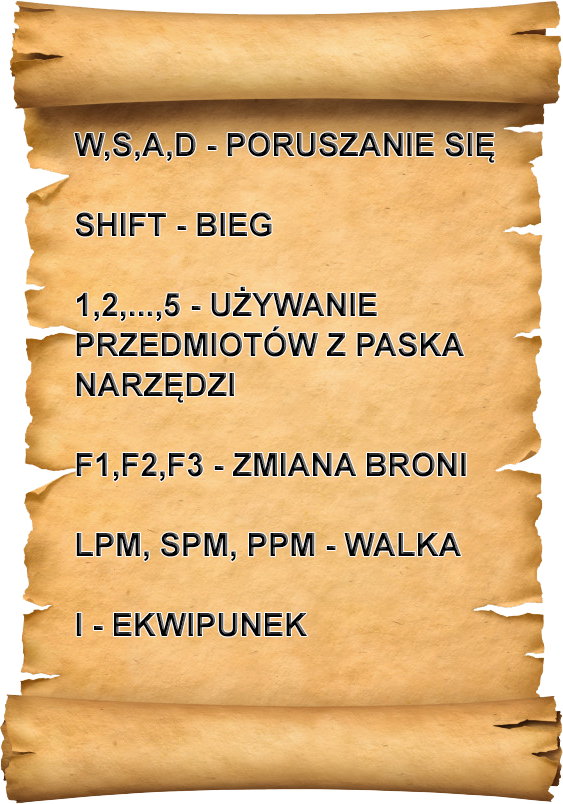 W,S,A,D - PORUSZANIE SIĘ
SHIFT - BIEG
1,2,...,5 - UŻYWANIE
PRZEDMIOTÓW Z PASKA
NARZĘDZI
F1,F2,F3 - ZMIANA BRONI
LPM, SPM, PPM - WALKA
I - EKWIPUNEK